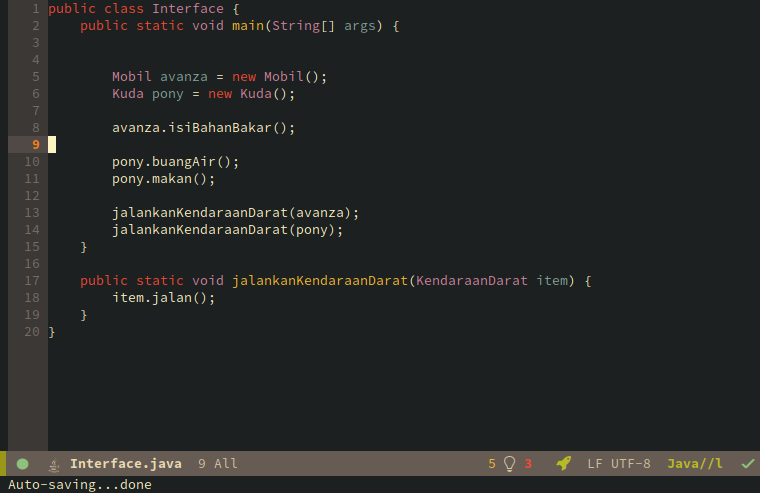 1 public class Interface {
2     public static void main(String[] args) {
3
4
5         Mobil avanza = new Mobil();
6         Kuda pony = new Kuda();
7
8         avanza.isiBahanBakar();
9
10         pony.buangAir();
11         pony.makan();
12
13         jalankanKendaraanDarat(avanza);
14         jalankanKendaraanDarat(pony);
15     }
16
17     public static void jalankanKendaraanDarat(KendaraanDarat item) {
18         item.jalan();
19     }
20 }
Interface.java 9 All 5 3 LF UTF-8 Java//l
Auto-saving...done